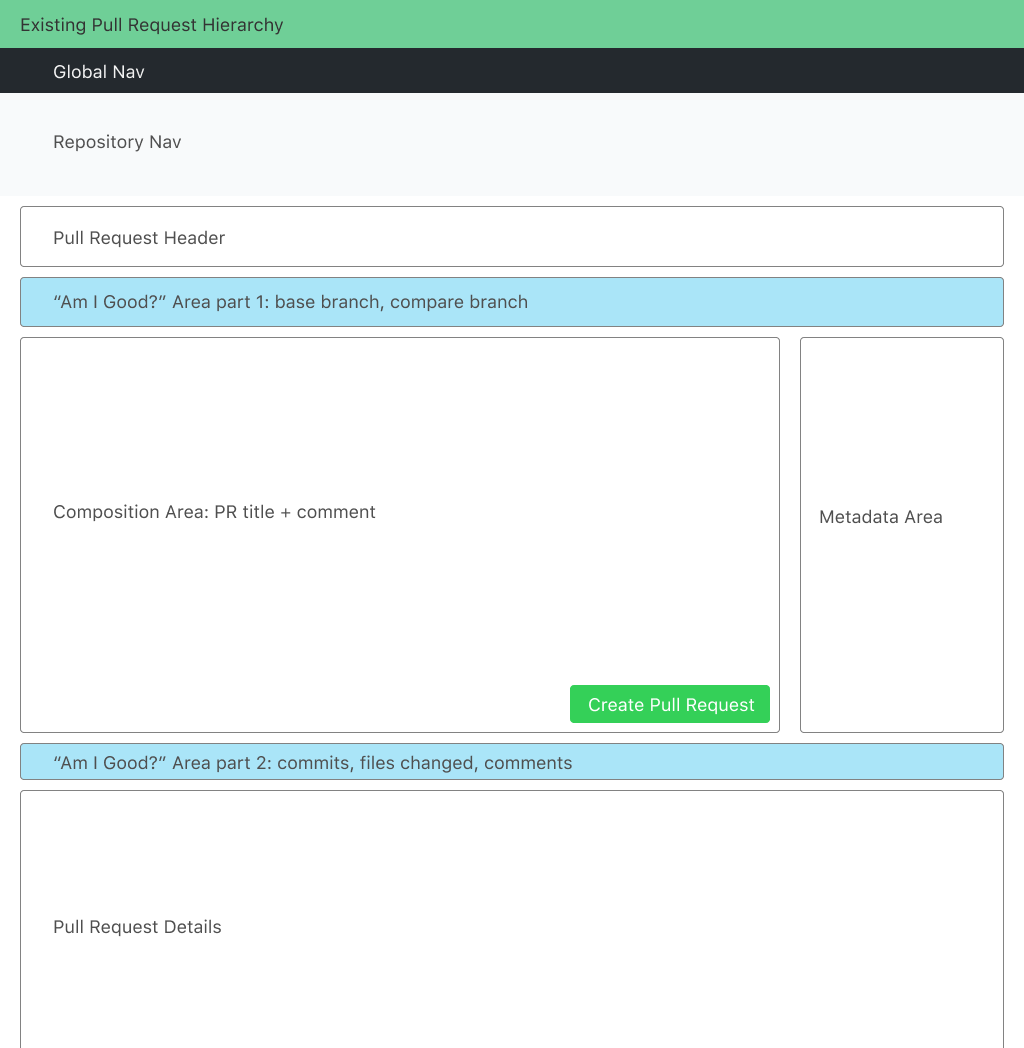 Existing Pull Request Hierarchy
Global Nav
Repository Nav
Pull Request Header
“Am I Good?” Area part 1: base branch, compare branch
Composition Area: PR title + comment
Metadata Area
Create Pull Request
“Am I Good?” Area part 2: commits, files changed, comments
Pull Request Details